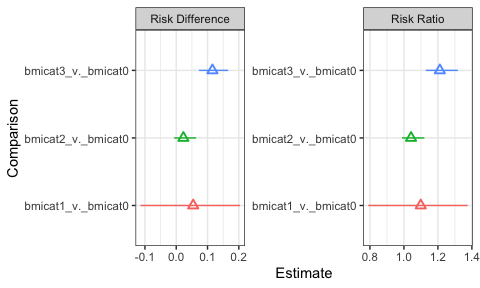 Risk Difference
Risk Ratio
Comparison
bmicat3_v._bmicat0
bmicat2_v._bmicat0
bmicat1_v._bmicat0
bmicat3_v._bmicat0
bmicat2_v._bmicat0
bmicat1_v._bmicat0
-0.1 0.0 0.1 0.2
0.8 1.0 1.2 1.4
Estimate